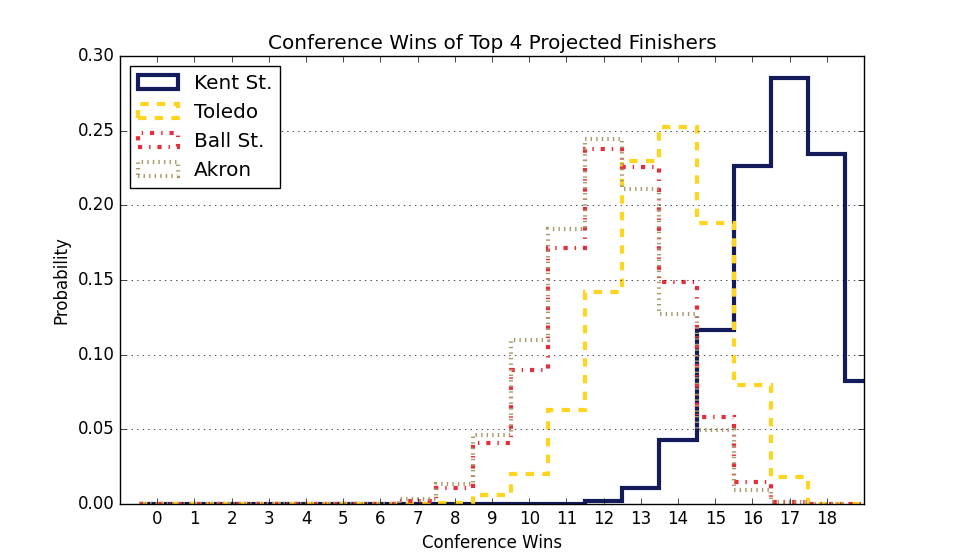 Conference Wins of Top 4 Projected Finishers
0.30
0.25
0.20
0.15
0.10
0.05
0.00
Probability
Kent St.
Toledo
Ball St.
Akron
0 1 2 3 4 5 6 7 8 9 10 11 12 13 14 15 16 17 18
Conference Wins